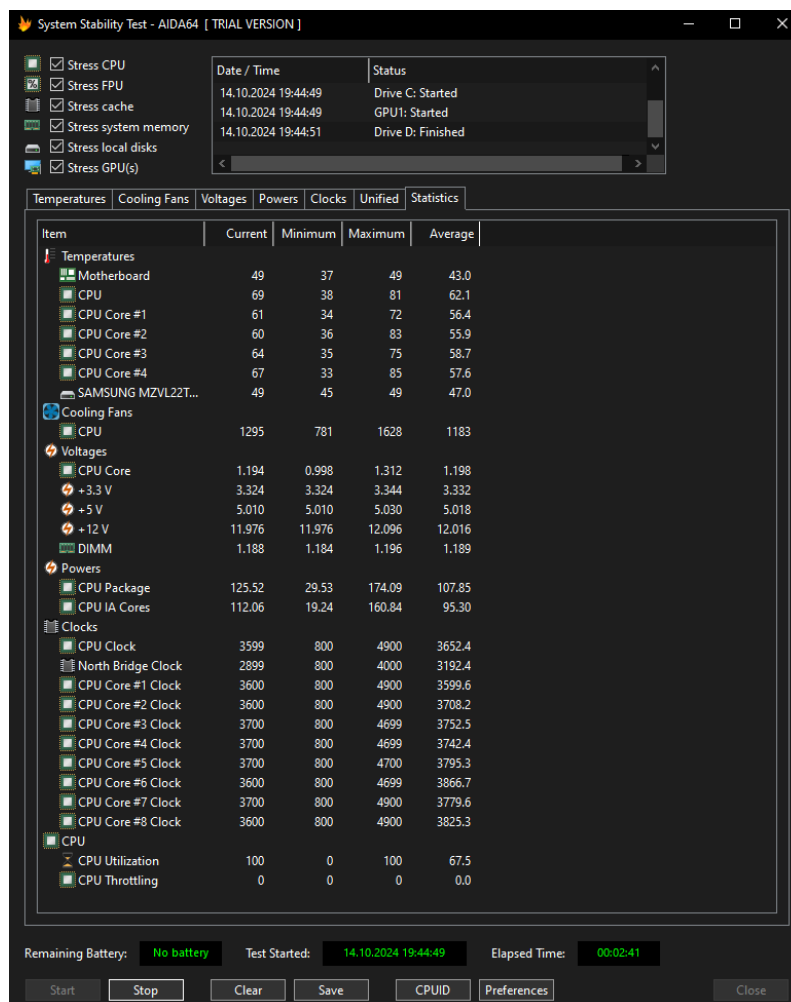 System Stability Test - AIDA64 [ TRIAL VERSION ]
Stress CPU
Stress FPU
Stress cache
Stress system memory
Stress local disks
Stress GPU(s)
Date / Time Status
14.10.2024 19:44:49 Drive C: Started
14.10.2024 19:44:49 GPU1: Started
14.10.2024 19:44:51 Drive D: Finished
Temperatures Cooling Fans Voltages Powers Clocks Unified Statistics
Item Current Minimum Maximum Average
Temperatures
Motherboard 49 37 49 43.0
CPU 69 38 81 62.1
CPU Core #1 61 34 72 56.4
CPU Core #2 60 36 83 55.9
CPU Core #3 64 35 75 58.7
CPU Core #4 67 33 85 57.6
SAMSUNG MZVL22T... 49 45 49 47.0
Cooling Fans
CPU 1295 781 1628 1183
Voltages
CPU Core 1.194 0.998 1.312 1.198
+3.3 V 3.324 3.324 3.344 3.332
+5 V 5.010 5.010 5.030 5.018
+12 V 11.976 11.976 12.096 12.016
DIMM 1.188 1.184 1.196 1.189
Powers
CPU Package 125.52 29.53 174.09 107.85
CPU IA Cores 112.06 19.24 160.84 95.30
Clocks
CPU Clock 3599 800 4900 3652.4
North Bridge Clock 2899 800 4000 3192.4
CPU Core #1 Clock 3600 800 4900 3599.6
CPU Core #2 Clock 3600 800 4900 3708.2
CPU Core #3 Clock 3700 800 4699 3752.5
CPU Core #4 Clock 3700 800 4699 3742.4
CPU Core #5 Clock 3700 800 4700 3795.3
CPU Core #6 Clock 3600 800 4699 3866.7
CPU Core #7 Clock 3700 800 4900 3779.6
CPU Core #8 Clock 3600 800 4900 3825.3
CPU
CPU Utilization 100 0 100 67.5
CPU Throttling 0 0 0 0.0
Remaining Battery: No battery Test Started: 14.10.2024 19:44:49 Elapsed Time: 00:02:41
Start Stop Clear Save CPUID Preferences Close